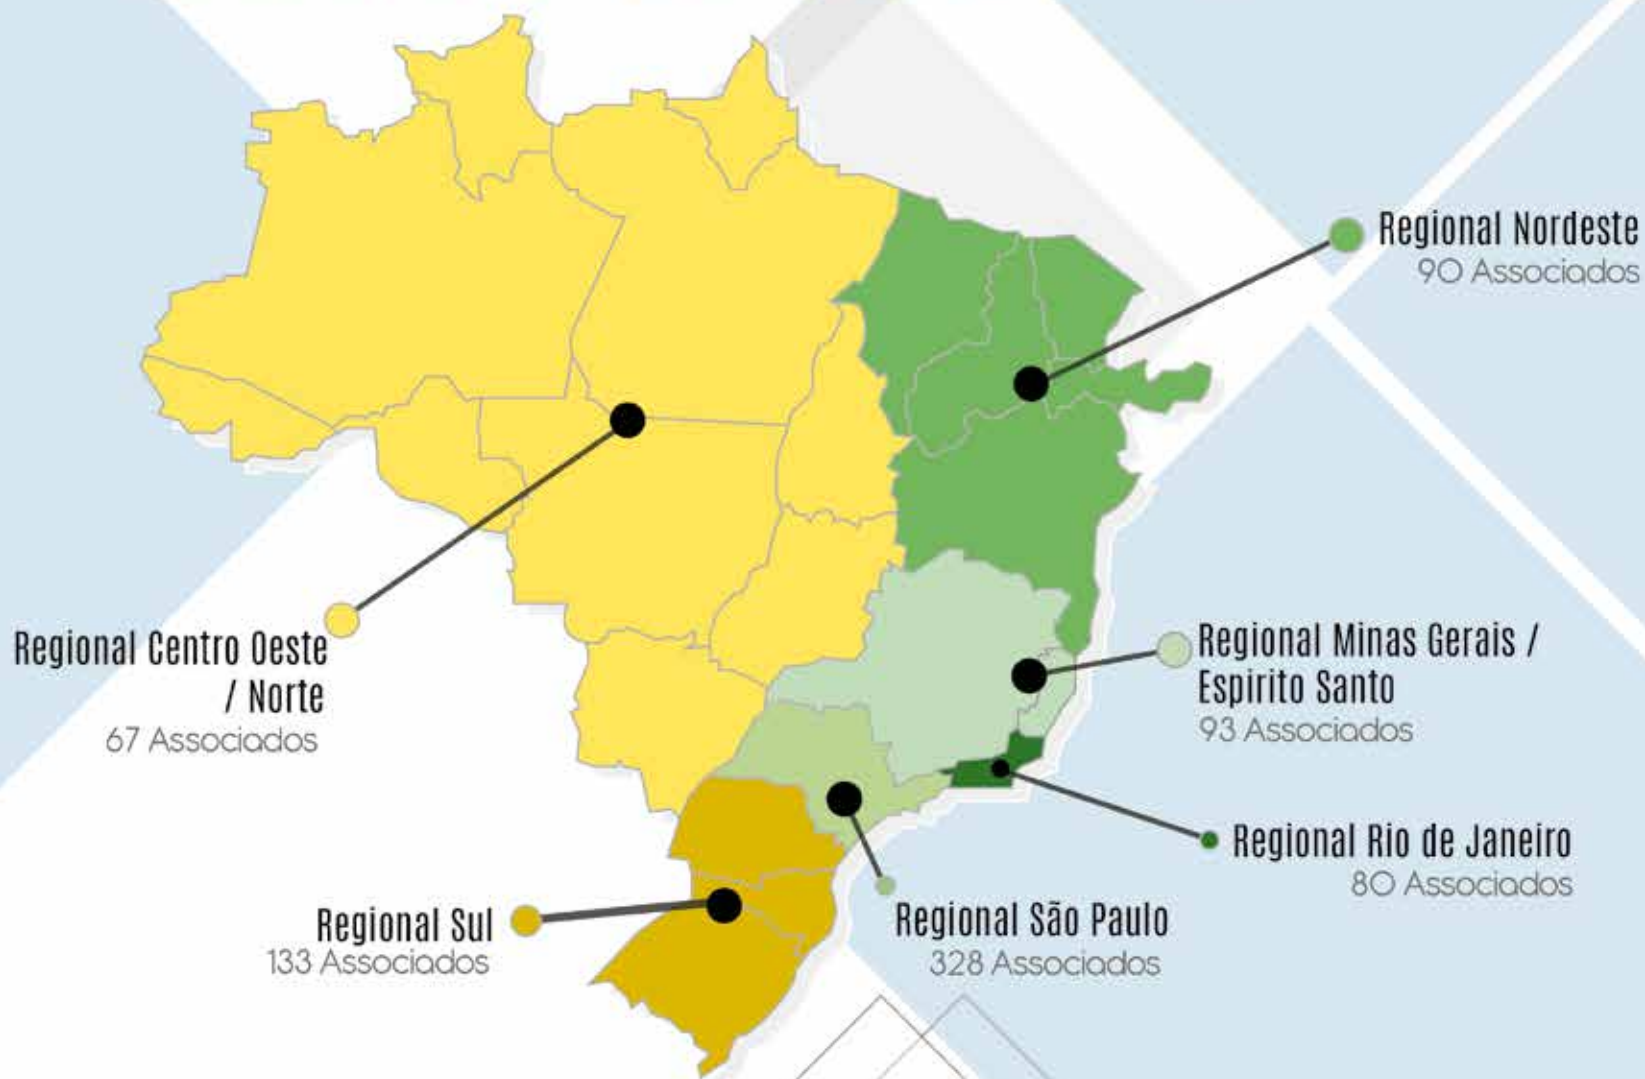 Regional Nordeste
90 Associados
Regional Centro Oeste
/ Norte
67 Associados
Regional Minas Gerais /
Espirito Santo
93 Associados
Regional Rio de Janeiro
80 Associados
Regional São Paulo
328 Associados
Regional Sul
133 Associados